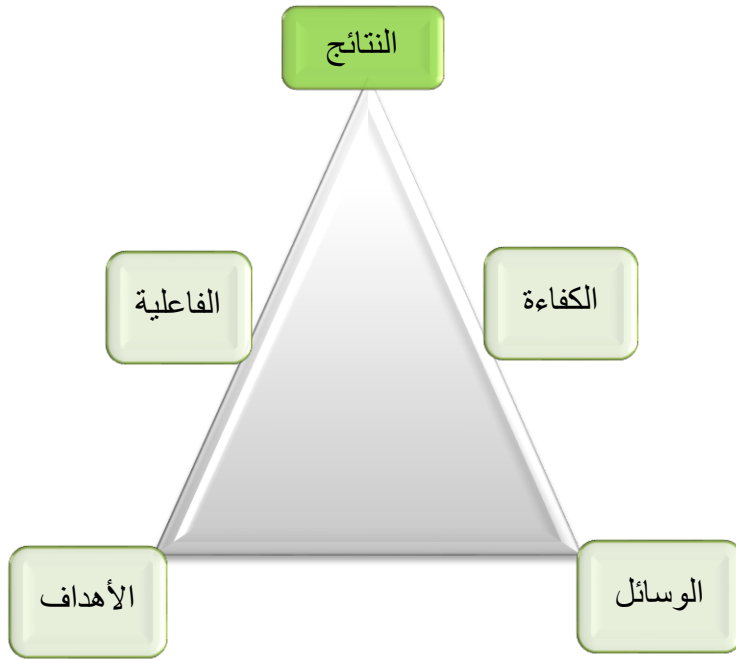 النتائج
الكفاءة
الفاعلية
الوسائل
الأهداف